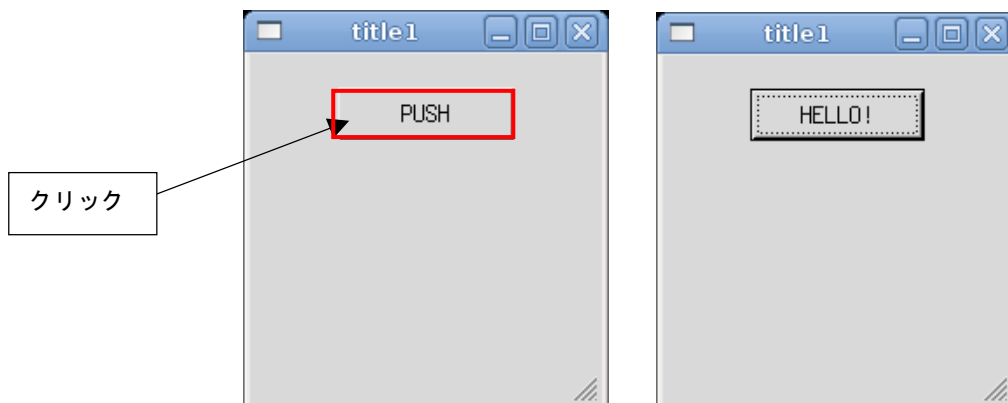 title1
PUSH
クリック
title1
HELLO!